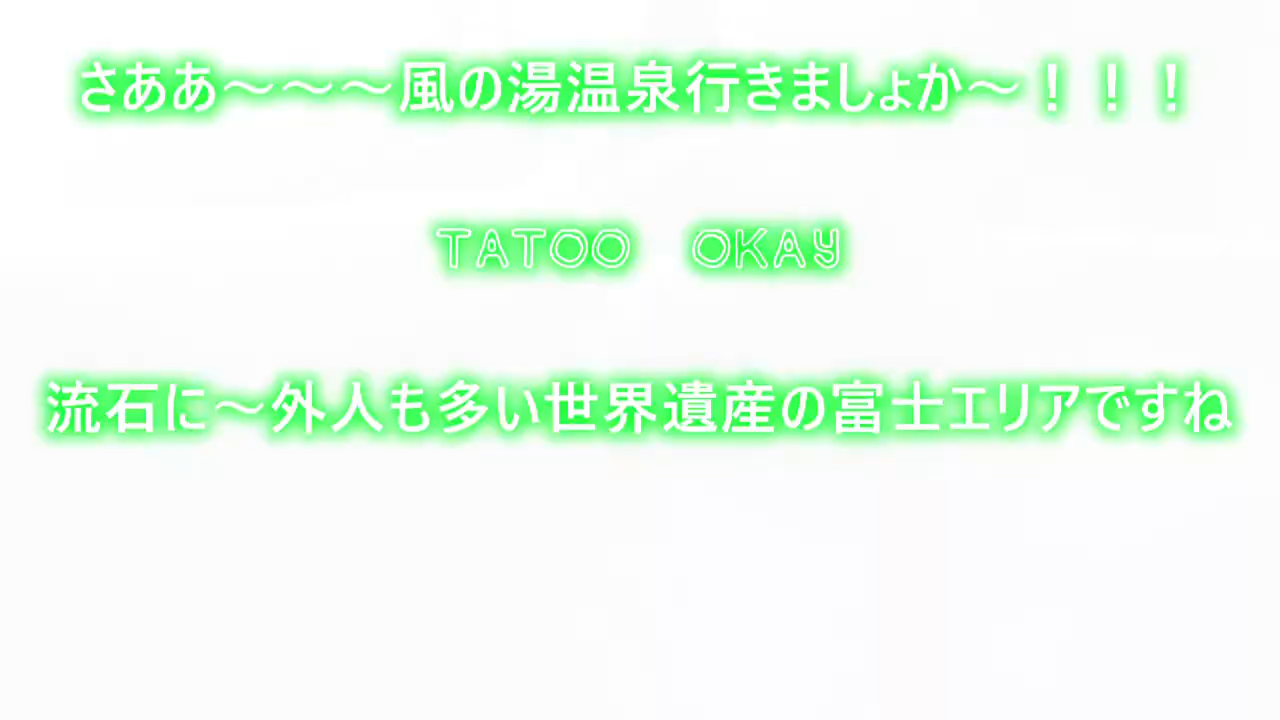 さああ～～～風の湯温泉行きましょか～！！！
TATOO　OKAY
流石に～外人も多い世界遺産の富士エリアですね